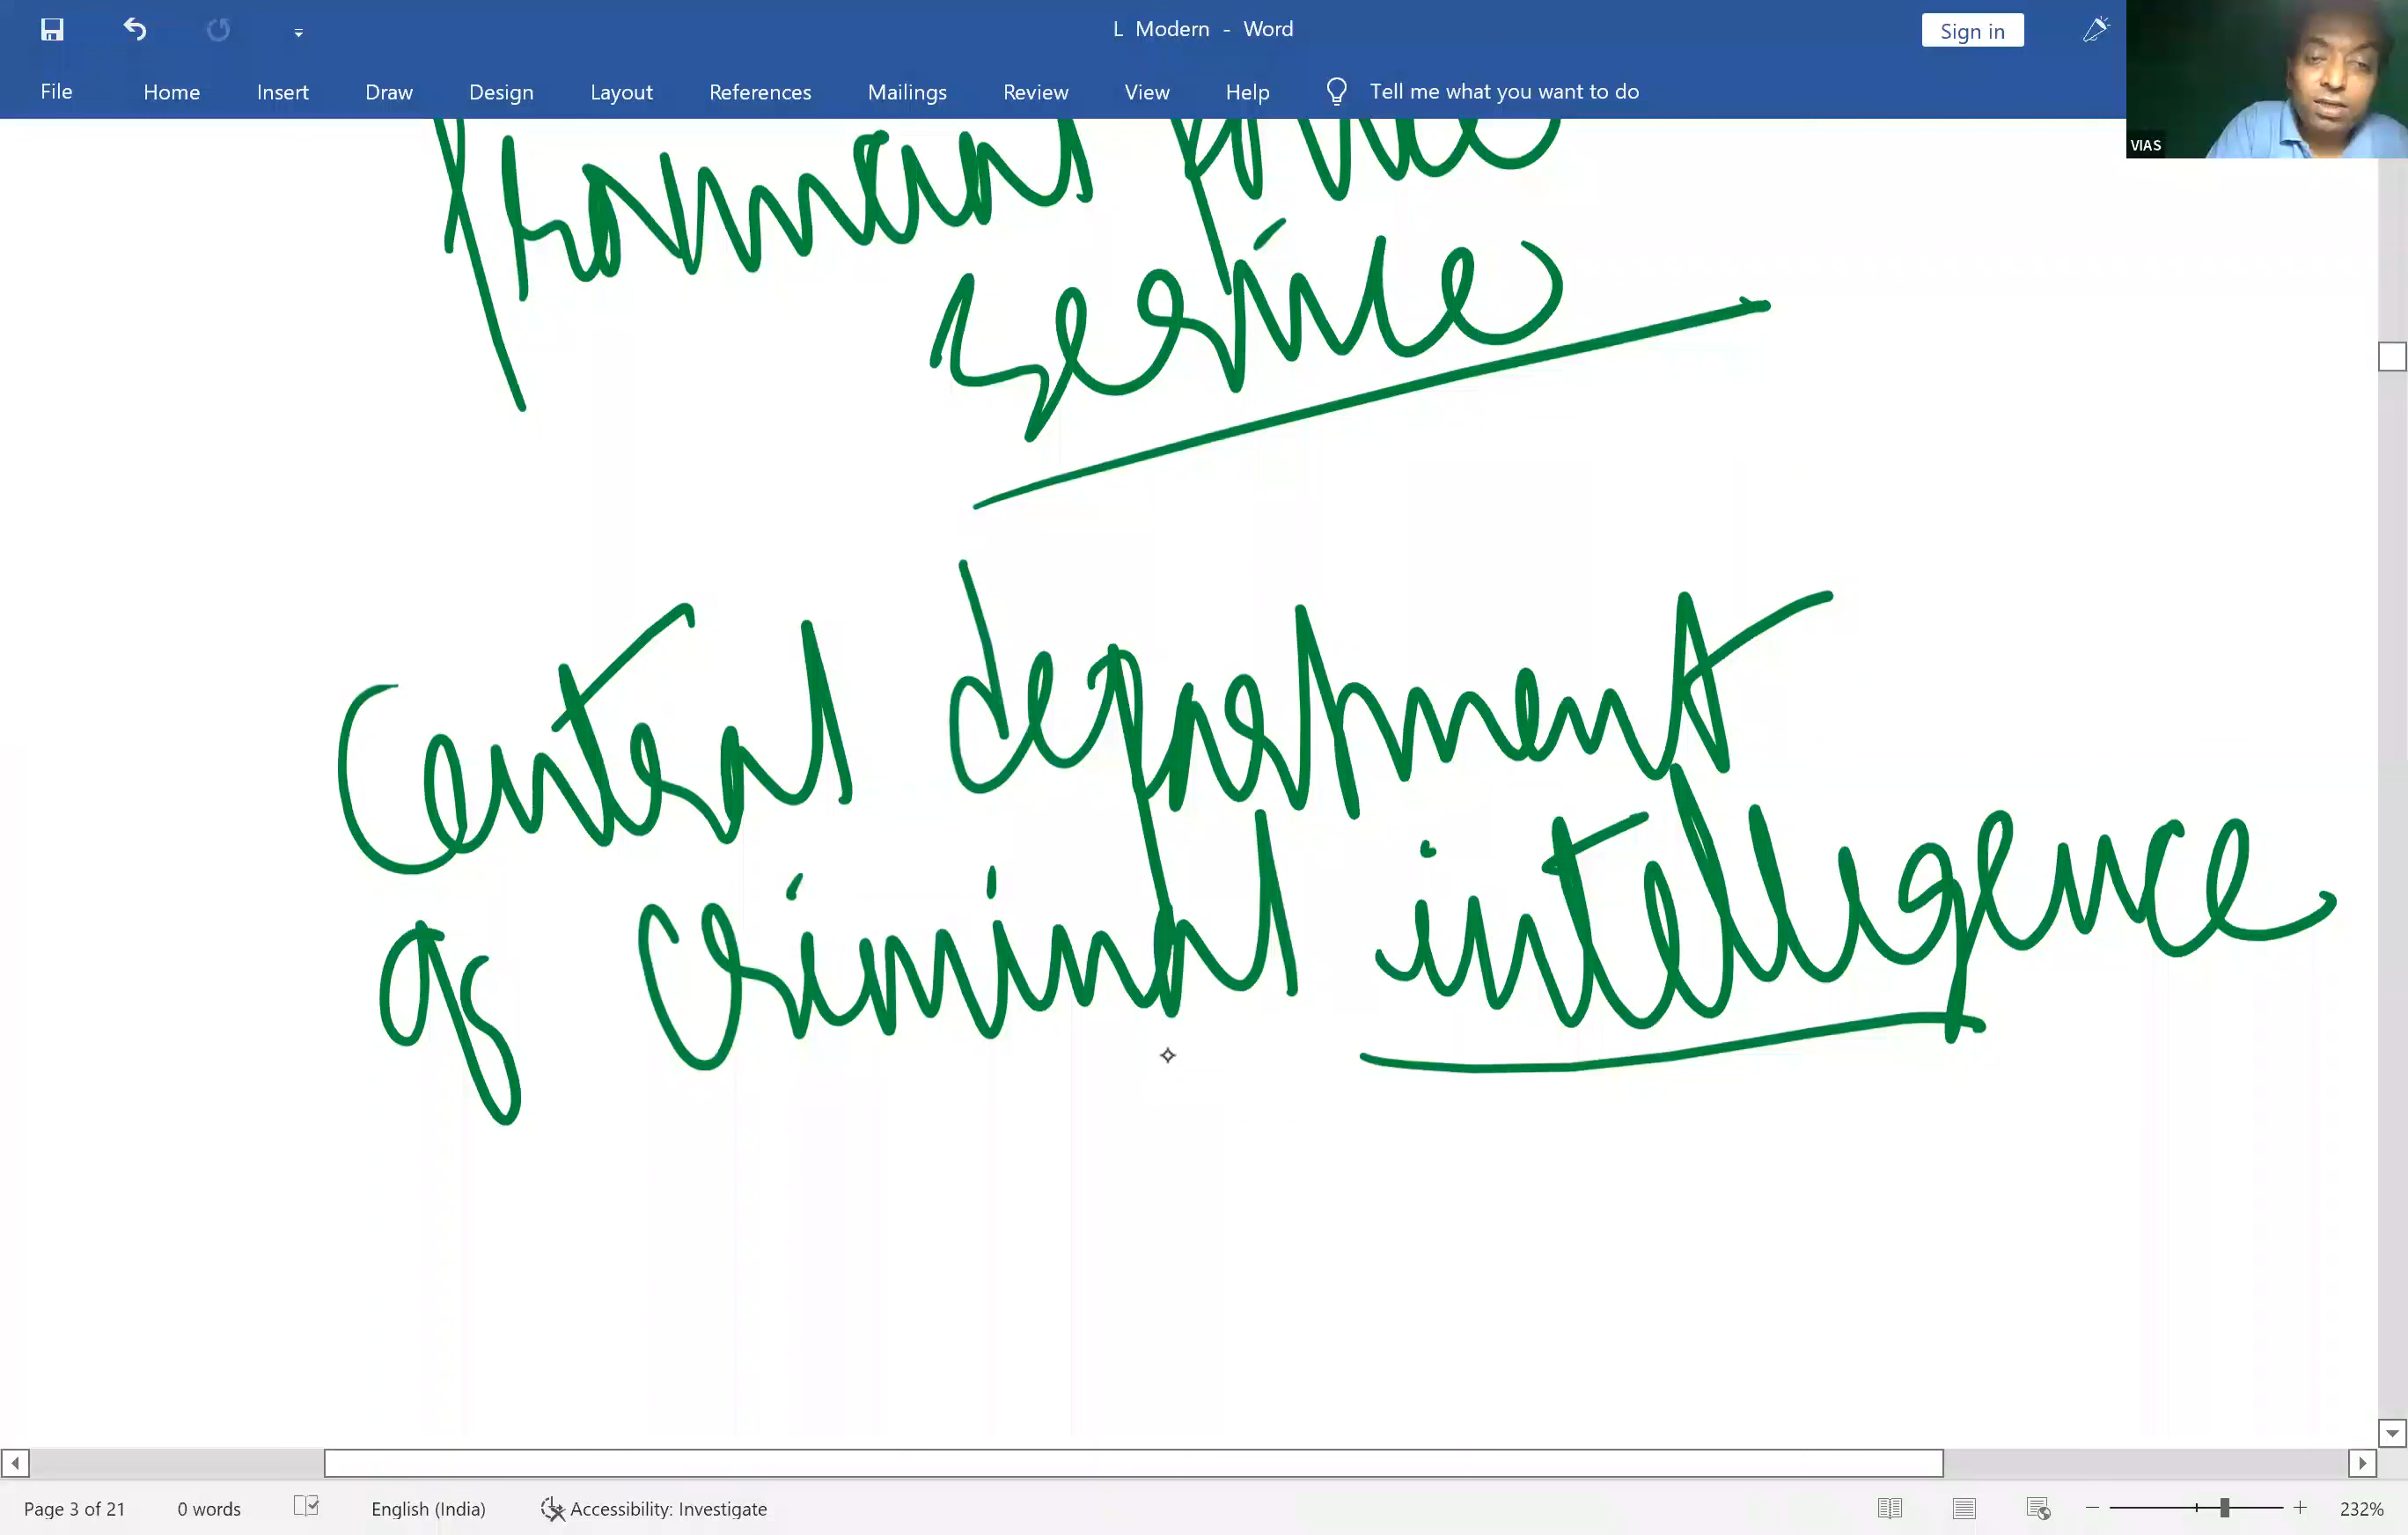 L Modern - Word
Sign in
File Home Insert Draw Design Layout References Mailings Review View Help Tell me what you want to do
VIAS
service
Central department
of criminal intelligence
Page 3 of 21 0 words English (India) Accessibility: Investigate 232%